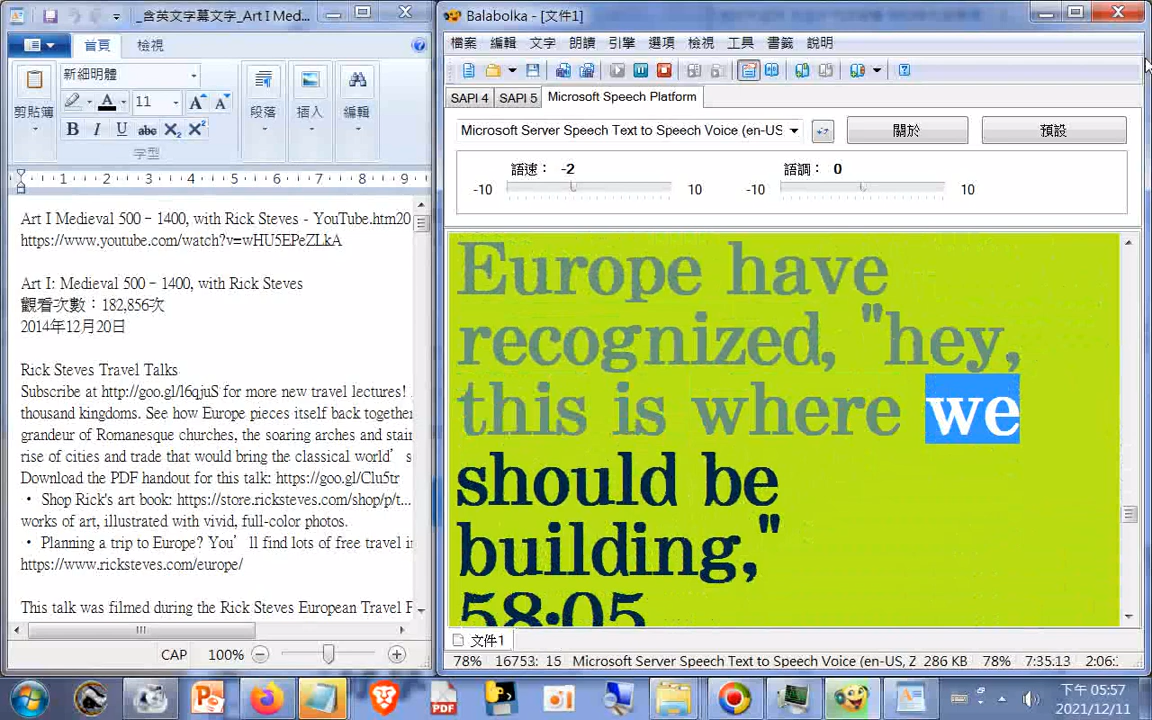 _含英文字幕文字_Art I Med...
首頁 檢視
剪貼簿
新細明體
11
B I U abc X₂ X²
字型
段落
插入
編輯
1 2 3 4 5 6 7 8 9
Art I Medieval 500–1400, with Rick Steves - YouTube.htm20
https://www.youtube.com/watch?v=wHU5EPeZLkA
Art I: Medieval 500–1400, with Rick Steves
觀看次數：182,856次
2014年12月20日
Rick Steves Travel Talks
Subscribe at http://goo.gl/l6qjuS for more new travel lectures!
thousand kingdoms. See how Europe pieces itself back together
grandeur of Romanesque churches, the soaring arches and stair
rise of cities and trade that would bring the classical world’s
Download the PDF handout for this talk: https://goo.gl/Clu5tr
• Shop Rick's art book: https://store.ricksteves.com/shop/p/t...
works of art, illustrated with vivid, full-color photos.
• Planning a trip to Europe? You’ll find lots of free travel i
https://www.ricksteves.com/europe/
This talk was filmed during the Rick Steves European Travel F
CAP 100%
Balabolka - [文件1]
檔案 編輯 文字 朗讀 引擎 選項 檢視 工具 書籤 說明
SAPI 4 SAPI 5 Microsoft Speech Platform
Microsoft Server Speech Text to Speech Voice (en-US
關於 預設
語速： -2 語調： 0
-10 10 -10 10
Europe have
recognized, "hey,
this is where we
should be
building,"
58:05
文件1
78% 16753: 15 Microsoft Server Speech Text to Speech Voice (en-US, Z 286 KB 78% 7:35.13 2:06:
PDF
下午 05:57
2021/12/11